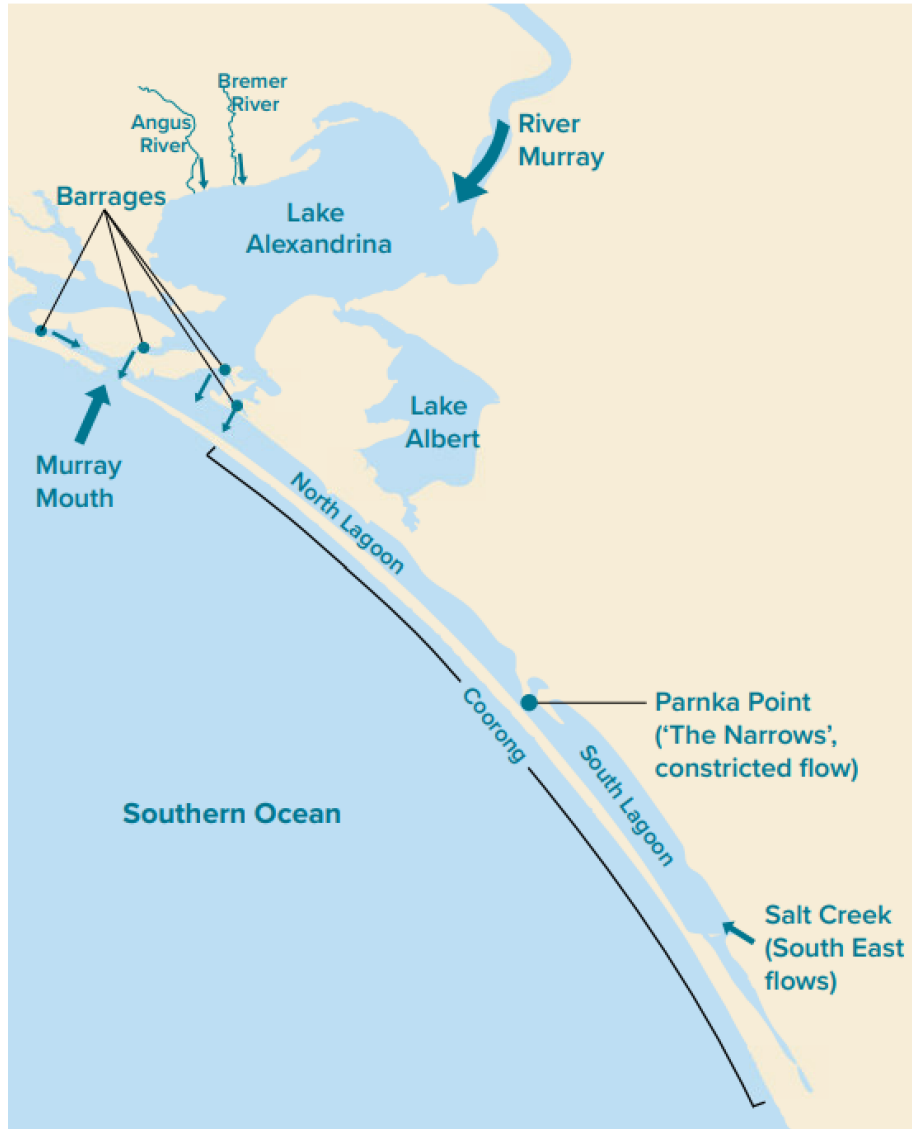 Bremer
River
Angus
River
River
Murray
Barrages
Lake
Alexandrina
Lake
Albert
Murray
Mouth
North Lagoon
Coorong
Parnka Point
(‘The Narrows’,
constricted flow)
South Lagoon
Southern Ocean
Salt Creek
(South East
flows)